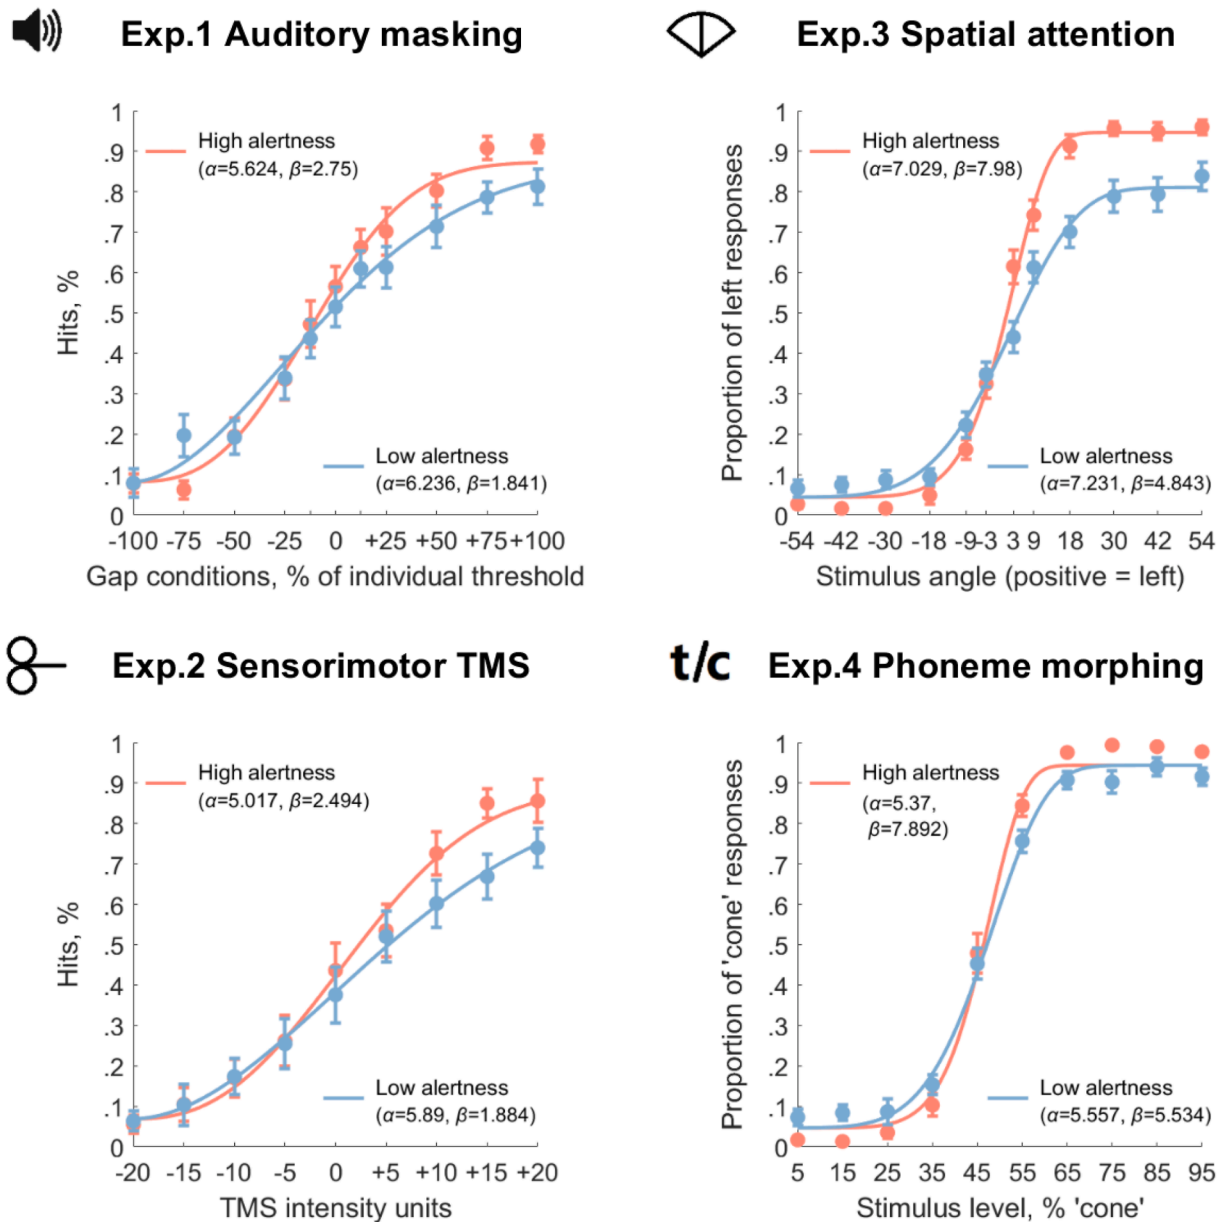 Exp.1 Auditory masking
1
.9
.8
.7
.6
.5
.4
.3
.2
.1
0
Hits, %
High alertness
(α=5.624, β=2.75)
Low alertness
(α=6.236, β=1.841)
-100 -75 -50 -25 0 +25 +50 +75 +100
Gap conditions, % of individual threshold
Exp.3 Spatial attention
1
.9
.8
.7
.6
.5
.4
.3
.2
.1
0
Proportion of left responses
High alertness
(α=7.029, β=7.98)
Low alertness
(α=7.231, β=4.843)
-54 -42 -30 -18 -9 -3 3 9 18 30 42 54
Stimulus angle (positive = left)
Exp.2 Sensorimotor TMS
1
.9
.8
.7
.6
.5
.4
.3
.2
.1
0
Hits, %
High alertness
(α=5.017, β=2.494)
Low alertness
(α=5.89, β=1.884)
-20 -15 -10 -5 0 +5 +10 +15 +20
TMS intensity units
t/c Exp.4 Phoneme morphing
1
.9
.8
.7
.6
.5
.4
.3
.2
.1
0
Proportion of 'cone' responses
High alertness
(α=5.37,
β=7.892)
Low alertness
(α=5.557, β=5.534)
5 15 25 35 45 55 65 75 85 95
Stimulus level, % 'cone'